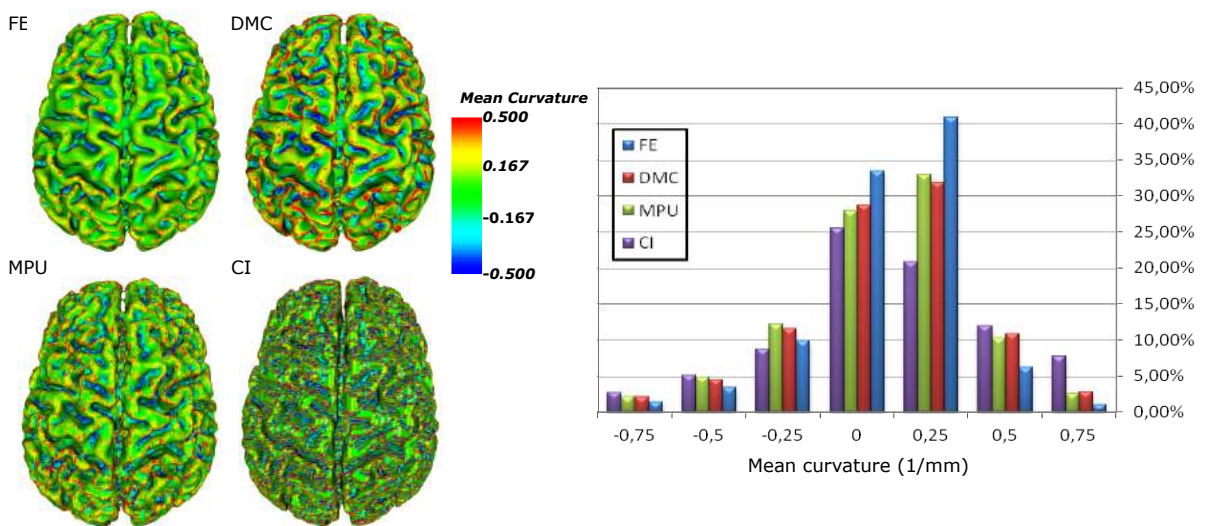 FE
DMC
Mean Curvature
0.500
0.167
-0.167
-0.500
MPU
CI
FE
DMC
MPU
CI
45,00%
40,00%
35,00%
30,00%
25,00%
20,00%
15,00%
10,00%
5,00%
0,00%
-0,75
-0,5
-0,25
0
0,25
0,5
0,75
Mean curvature (1/mm)